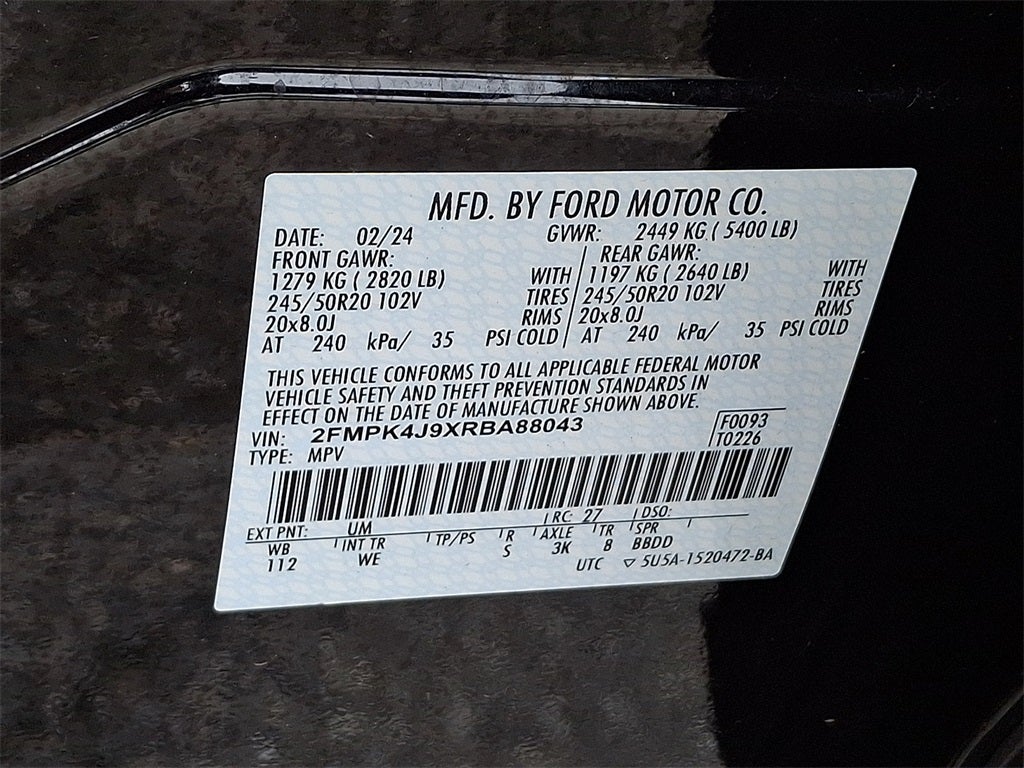 MFD. BY FORD MOTOR CO.
DATE: 02/24 GVWR: 2449 KG ( 5400 LB)
FRONT GAWR: REAR GAWR:
1279 KG ( 2820 LB) WITH 1197 KG ( 2640 LB) WITH
245/50R20 102V TIRES 245/50R20 102V TIRES
20x8.0J RIMS 20x8.0J RIMS
AT 240 kPa/ 35 PSI COLD AT 240 kPa/ 35 PSI COLD
THIS VEHICLE CONFORMS TO ALL APPLICABLE FEDERAL MOTOR
VEHICLE SAFETY AND THEFT PREVENTION STANDARDS IN
EFFECT ON THE DATE OF MANUFACTURE SHOWN ABOVE.
VIN: 2FMPK4J9XRBA88043 F0093
TYPE: MPV T0226
EXT PNT: UM RC: 27 DSO:
WB INT TR TP/PS R AXLE TR SPR
112 WE S 3K 8 BBDD
UTC ▽ 5U5A-1520472-BA